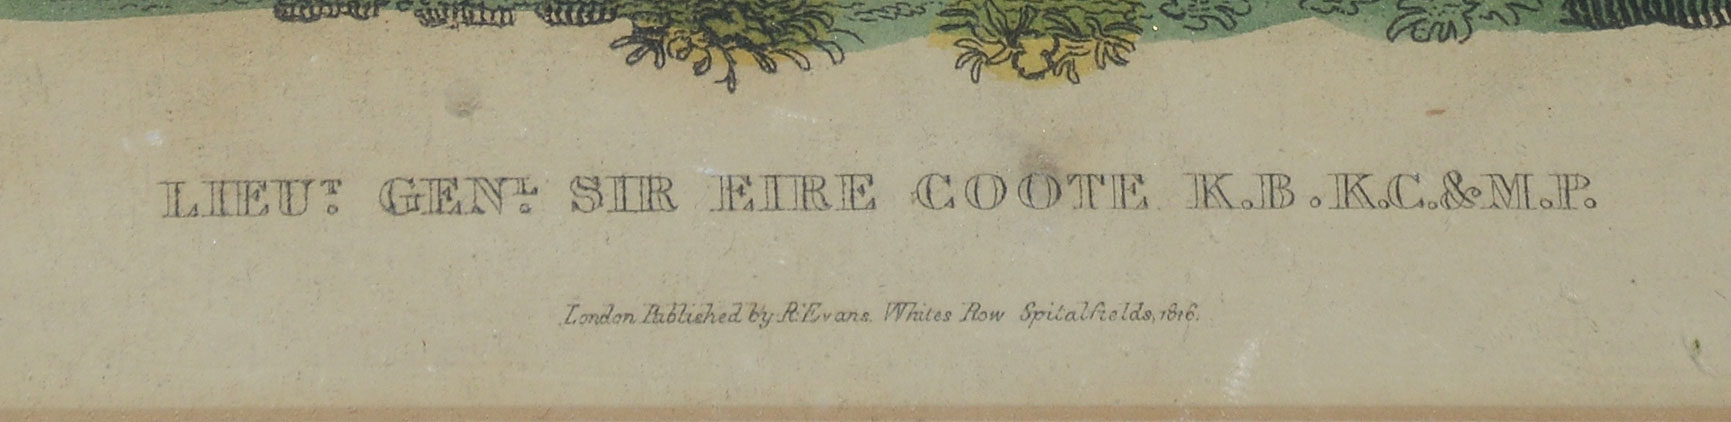 LIEUT. GENL. SIR EIRE COOTE K.B. K.C. & M.P.
London Published by R. Evans. Whites Row Spitalfields, 1816.